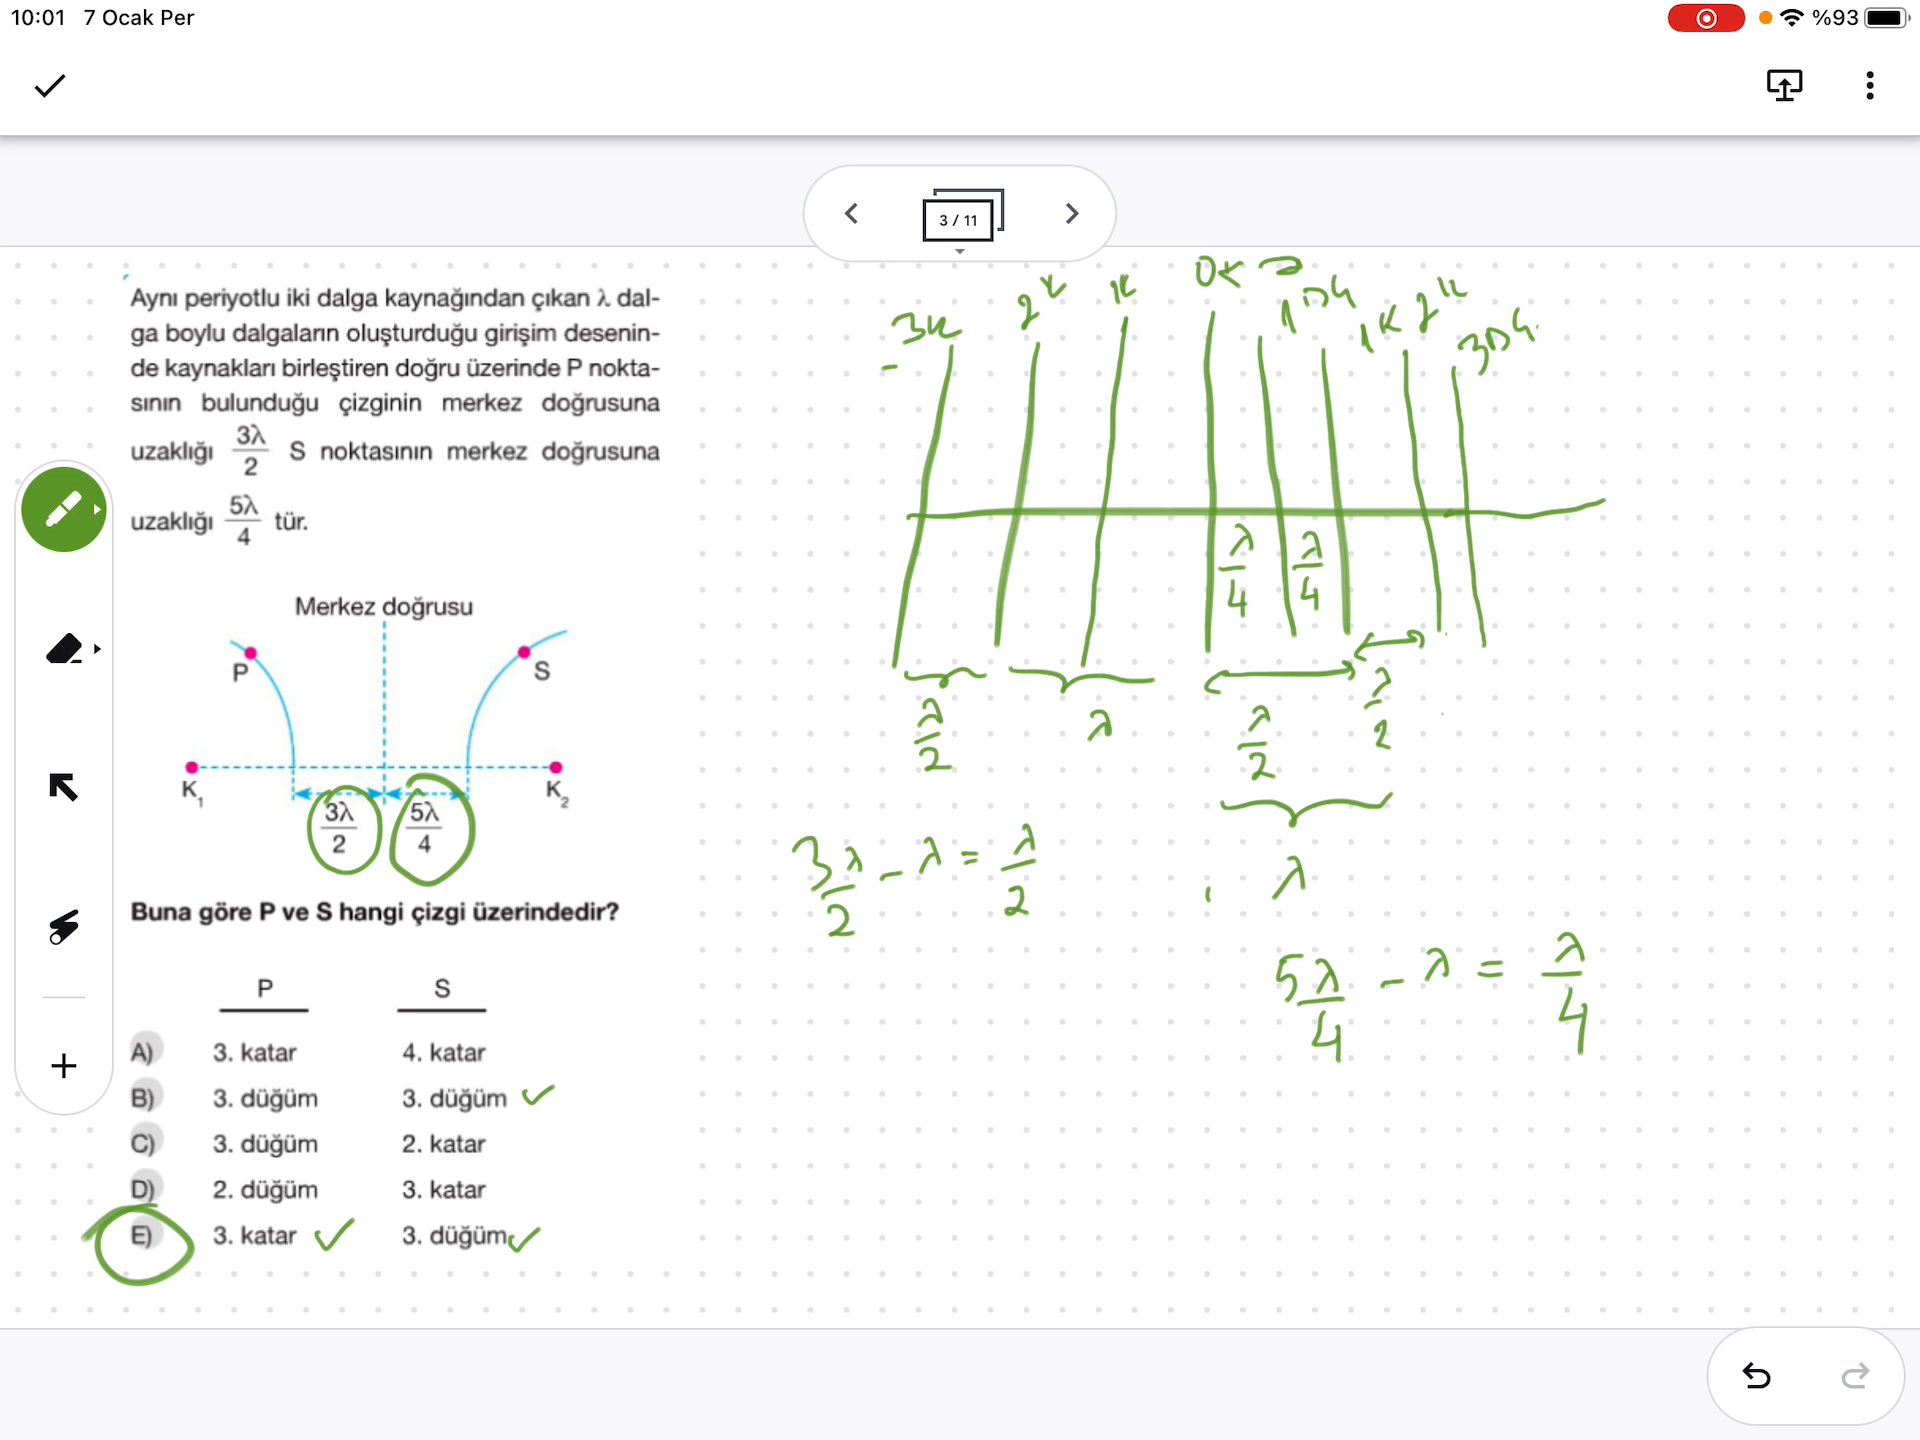 10:01 7 Ocak Per
%93
3 / 11
Aynı periyotlu iki dalga kaynağından çıkan λ dal-
ga boylu dalgaların oluşturduğu girişim desenin-
de kaynakları birleştiren doğru üzerinde P nokta-
sının bulunduğu çizginin merkez doğrusuna
uzaklığı 3λ/2 S noktasının merkez doğrusuna
uzaklığı 5λ/4 tür.
Merkez doğrusu
P
S
K1
K2
3λ/2
5λ/4
Buna göre P ve S hangi çizgi üzerindedir?
P S
A) 3. katar 4. katar
B) 3. düğüm 3. düğüm
C) 3. düğüm 2. katar
D) 2. düğüm 3. katar
E) 3. katar 3. düğüm
3K
2K
1K
0K
1DÇ
1K
2K
3DÇ
λ/4
λ/4
λ/2
λ
λ/2
λ/2
λ
3λ/2 - λ = λ/2
5λ/4 - λ = λ/4